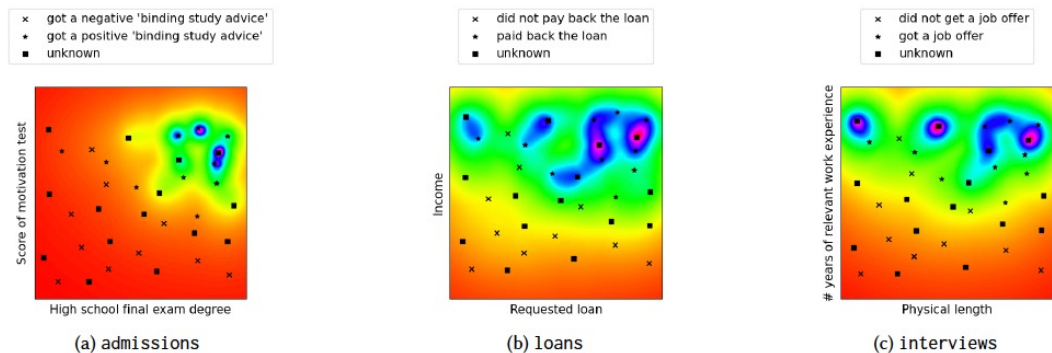 got a negative 'binding study advice'
got a positive 'binding study advice'
unknown
Score of motivation test
High school final exam degree
(a) admissions
did not pay back the loan
paid back the loan
unknown
Income
Requested loan
(b) loans
did not get a job offer
got a job offer
unknown
# years of relevant work experience
Physical length
(c) interviews